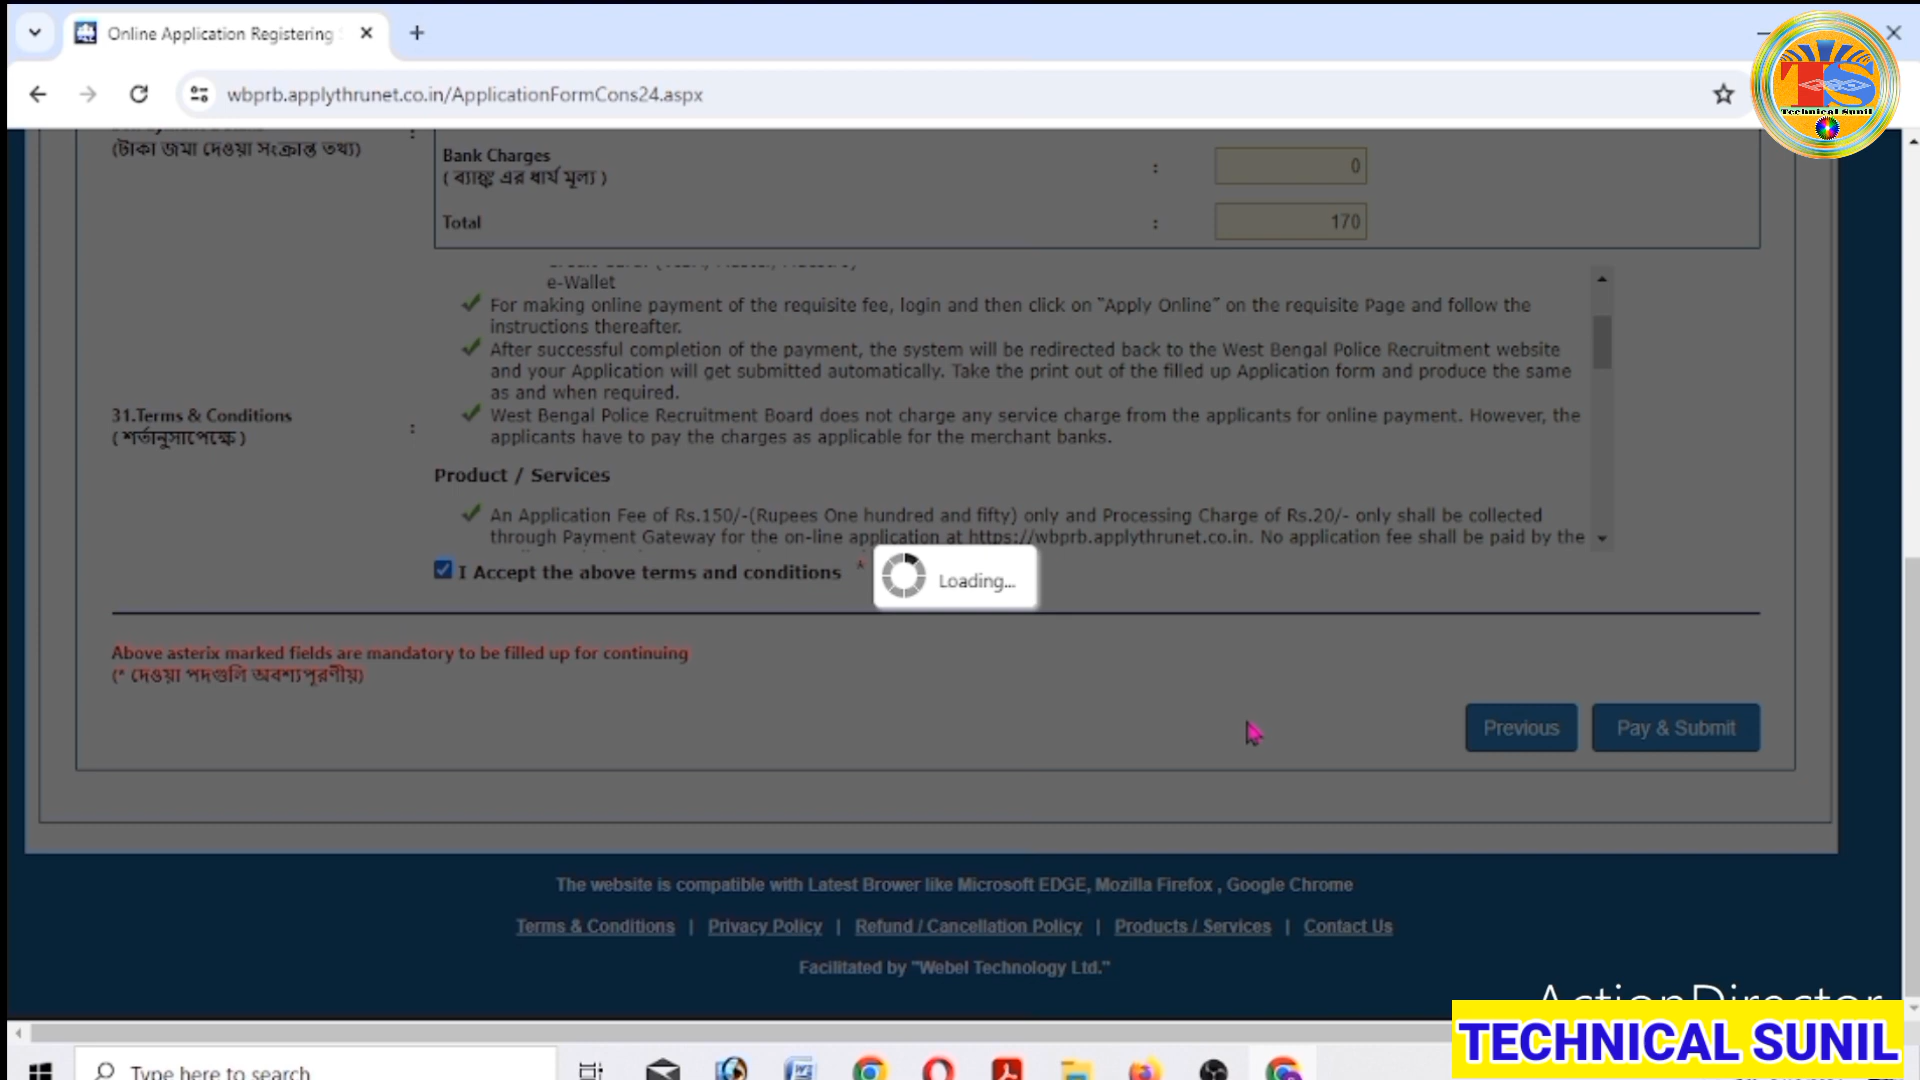 Online Application Registering
wbprb.applythrunet.co.in/ApplicationFormCons24.aspx
TS
Technical Sunil
(টাকা জমা দেওয়া সংক্রান্ত তথ্য) :
Bank Charges
( ব্যাঙ্ক এর ধার্য মূল্য ) : 0
Total : 170
e-Wallet
For making online payment of the requisite fee, login and then click on "Apply Online" on the requisite Page and follow the
instructions thereafter.
After successful completion of the payment, the system will be redirected back to the West Bengal Police Recruitment website
and your Application will get submitted automatically. Take the print out of the filled up Application form and produce the same
as and when required.
31.Terms & Conditions
( শর্তানুসাপেক্ষে ) :
West Bengal Police Recruitment Board does not charge any service charge from the applicants for online payment. However, the
applicants have to pay the charges as applicable for the merchant banks.
Product / Services
An Application Fee of Rs.150/-(Rupees One hundred and fifty) only and Processing Charge of Rs.20/- only shall be collected
through Payment Gateway for the on-line application at https://wbprb.applythrunet.co.in. No application fee shall be paid by the
I Accept the above terms and conditions *
Loading...
Above asterix marked fields are mandatory to be filled up for continuing
(* দেওয়া পদগুলি অবশ্যপূরণীয়)
Previous Pay & Submit
The website is compatible with Latest Brower like Microsoft EDGE, Mozilla Firefox , Google Chrome
Terms & Conditions | Privacy Policy | Refund / Cancellation Policy | Products / Services | Contact Us
Facilitated by "Webel Technology Ltd."
ActionDirector
TECHNICAL SUNIL
Type here to search